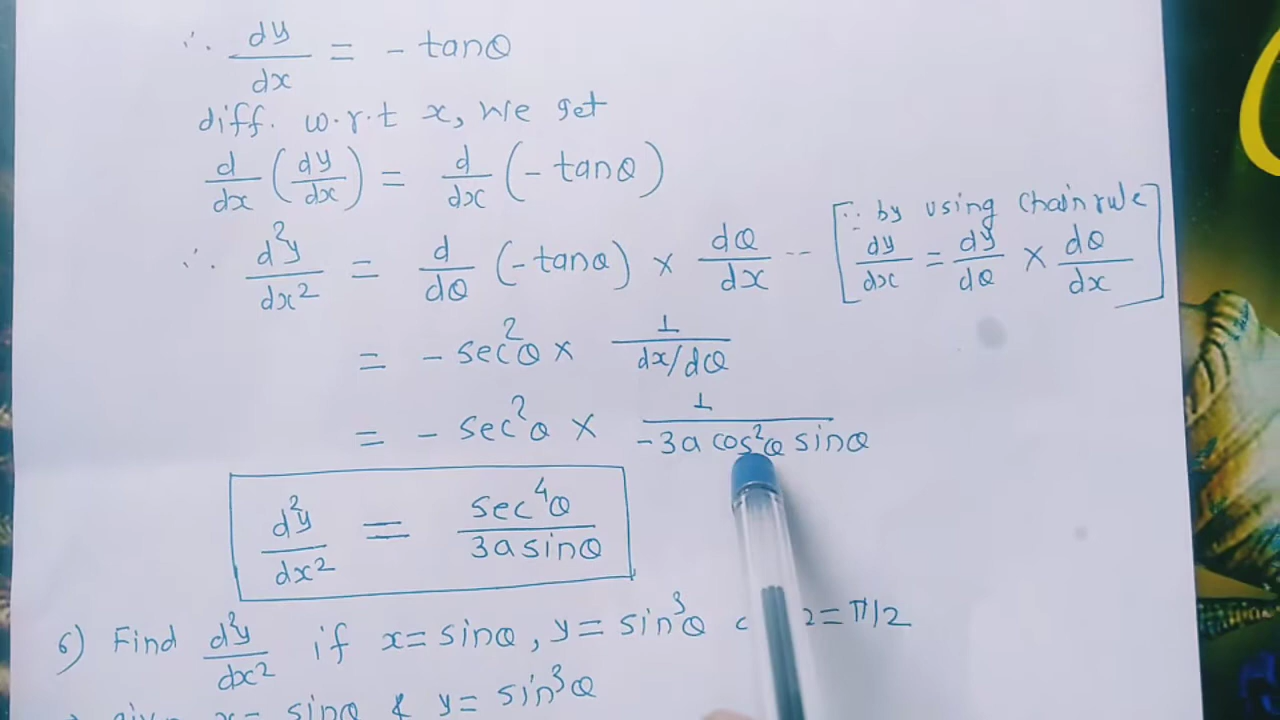 ∴ dy/dx = - tanθ
diff. w.r.t x, we get
d/dx (dy/dx) = d/dx (- tanθ)
∴ d²y/dx² = d/dθ (-tanθ) × dθ/dx -- [∵ by using chain rule dy/dx = dy/dθ × dθ/dx]
= - sec²θ × 1/(dx/dθ)
= - sec²θ × 1/(-3a cos²θ sinθ)
d²y/dx² = sec⁴θ/(3a sinθ)
6) Find d²y/dx² if x = sinθ, y = sin³θ = π/2
given x = sinθ & y = sin³θ